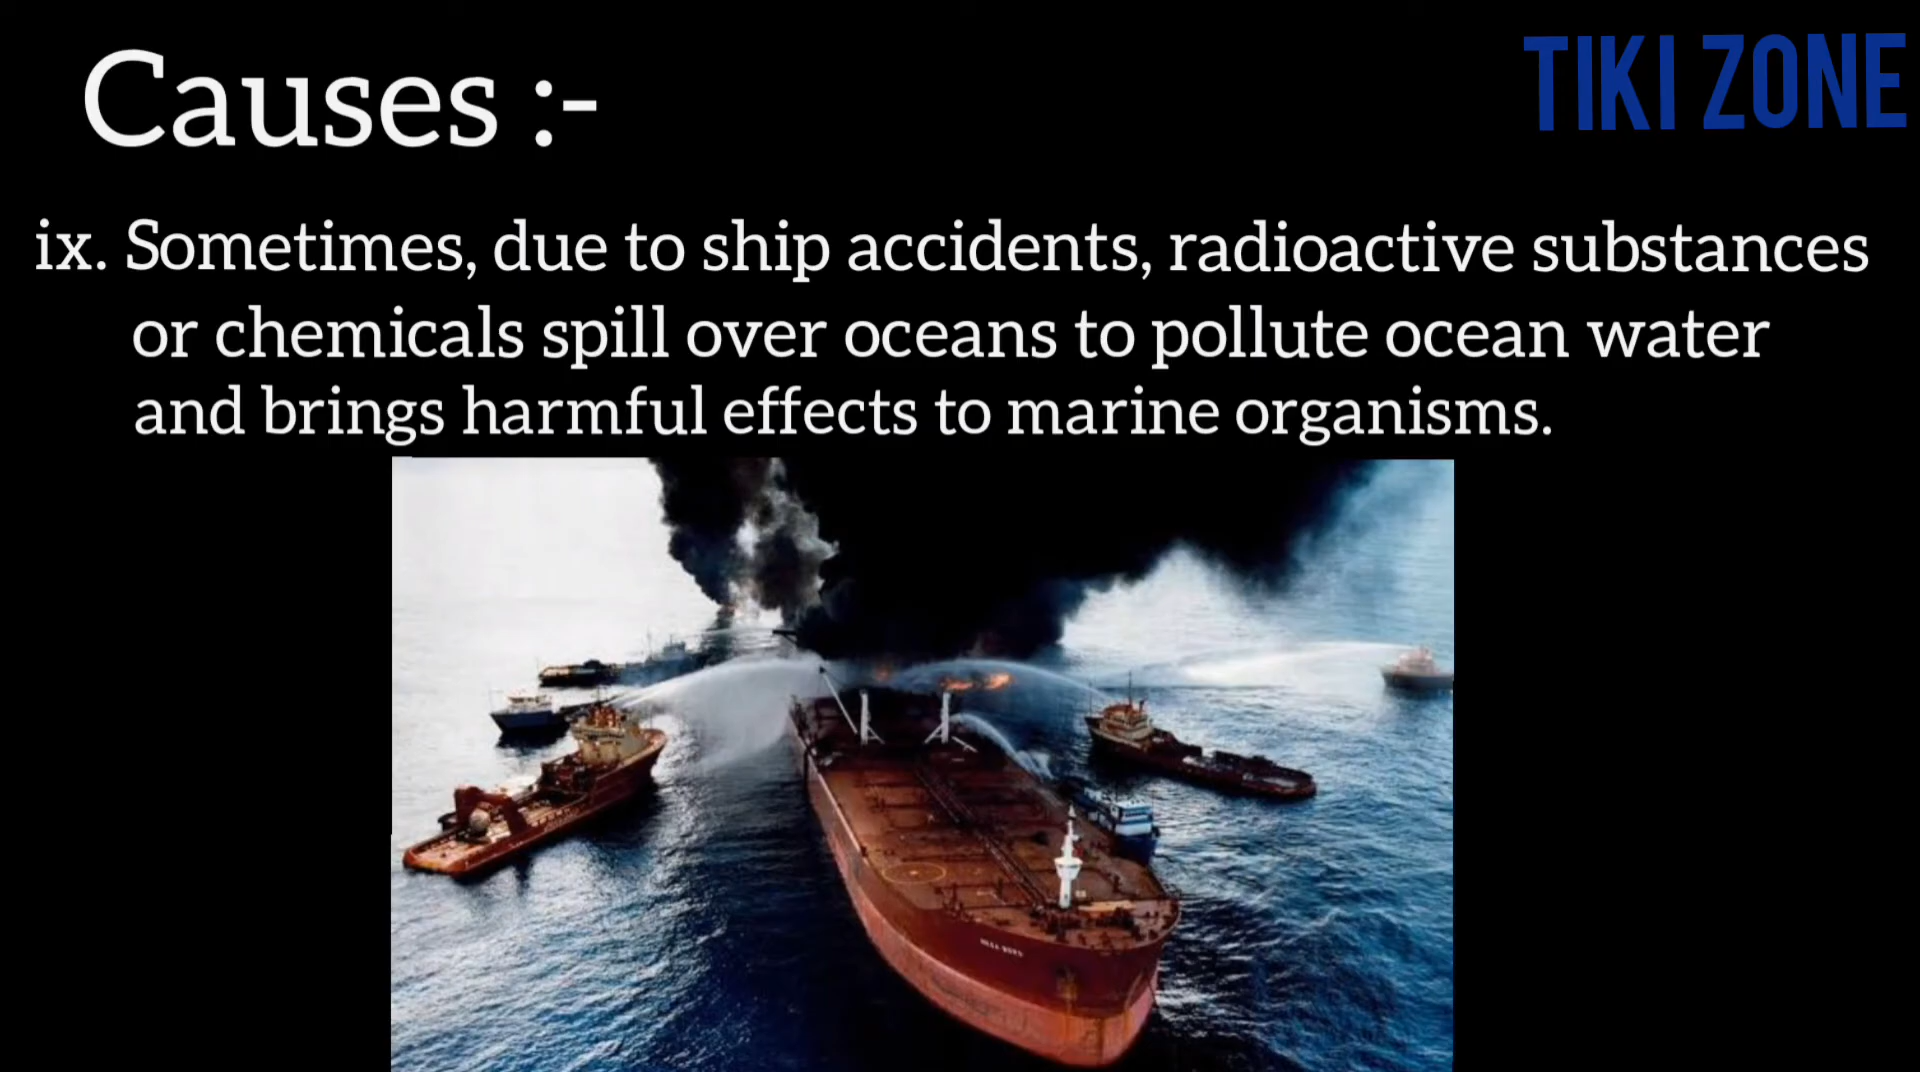 Causes :-
TIKI ZONE
ix. Sometimes, due to ship accidents, radioactive substances
or chemicals spill over oceans to pollute ocean water
and brings harmful effects to marine organisms.